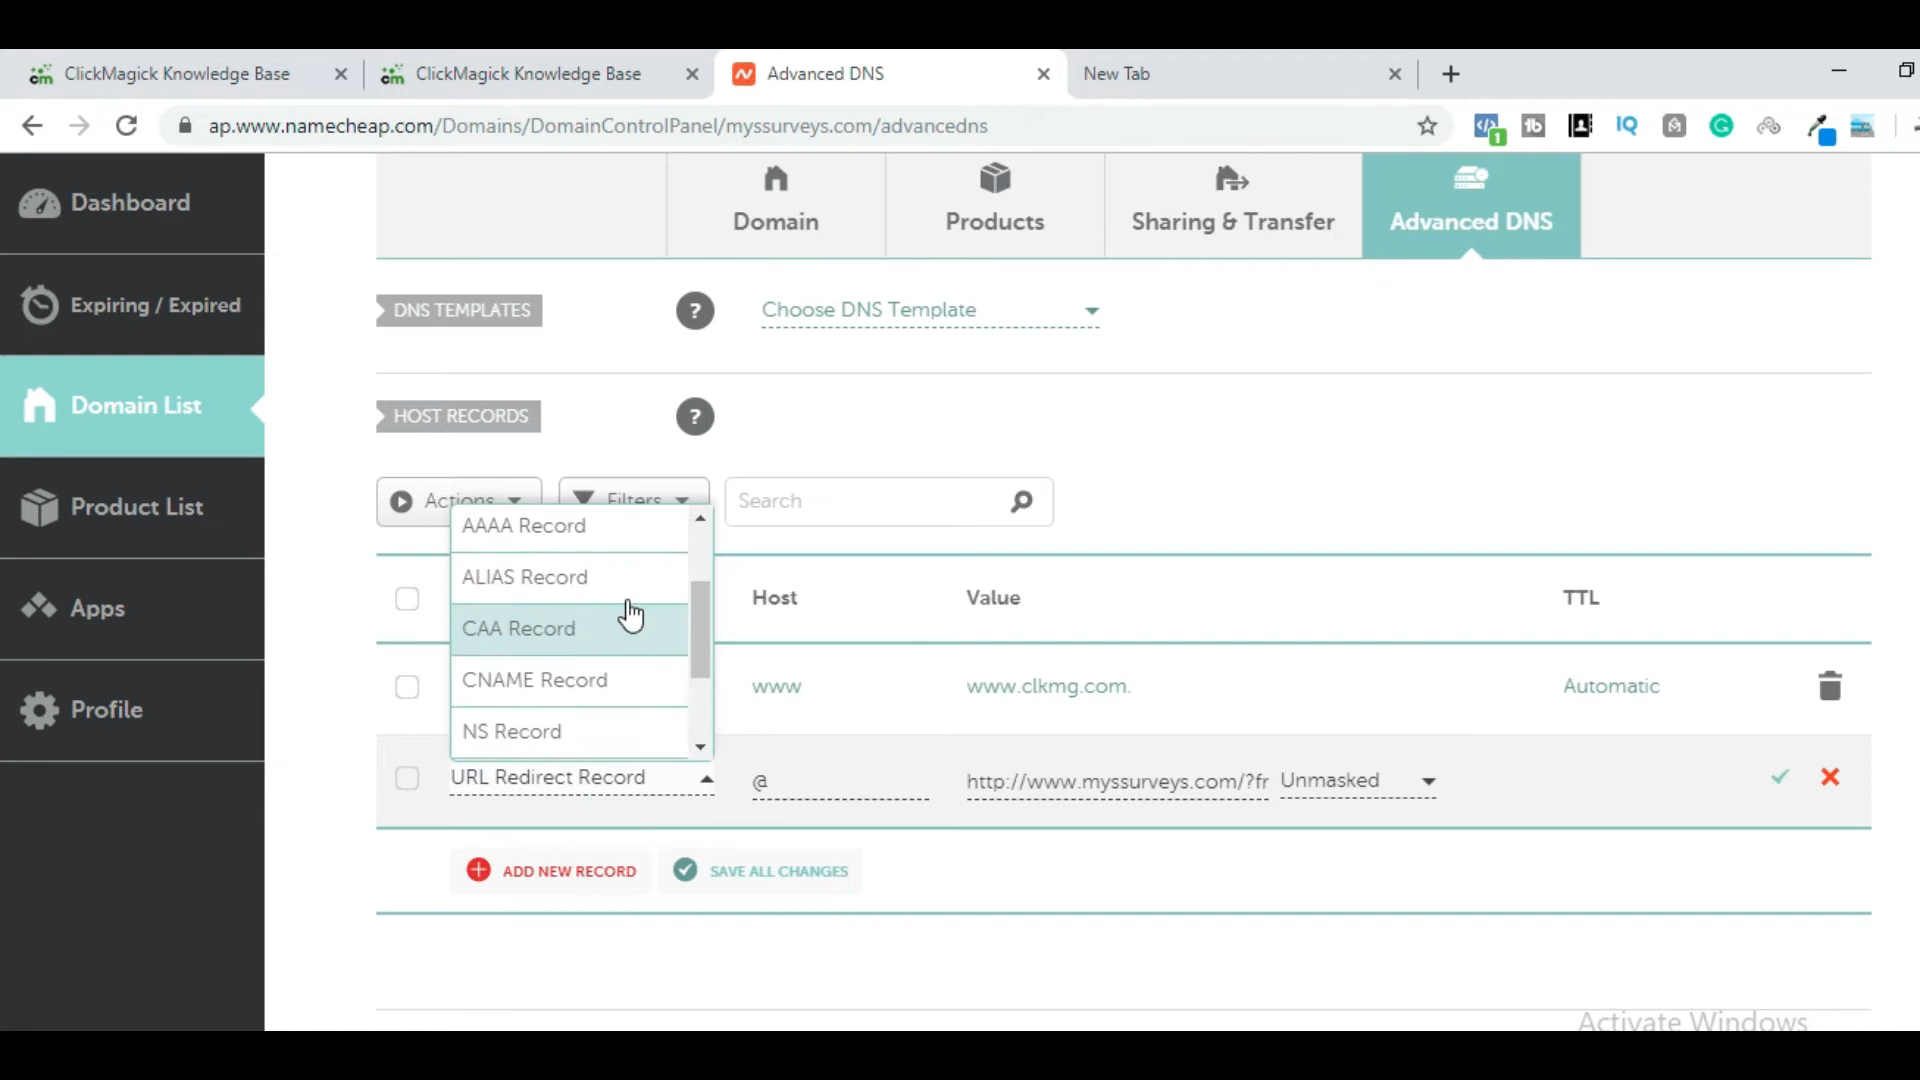 ClickMagick Knowledge Base
ClickMagick Knowledge Base
Advanced DNS
New Tab
ap.www.namecheap.com/Domains/DomainControlPanel/myssurveys.com/advancedns
Dashboard
Expiring / Expired
Domain List
Product List
Apps
Profile
Domain
Products
Sharing & Transfer
Advanced DNS
DNS TEMPLATES
?
Choose DNS Template
HOST RECORDS
?
Actions
Filters
Search
AAAA Record
ALIAS Record
CAA Record
CNAME Record
NS Record
Host
Value
TTL
www
www.clkmg.com.
Automatic
URL Redirect Record
@
http://www.myssurveys.com/?fr
Unmasked
ADD NEW RECORD
SAVE ALL CHANGES
Activate Windows